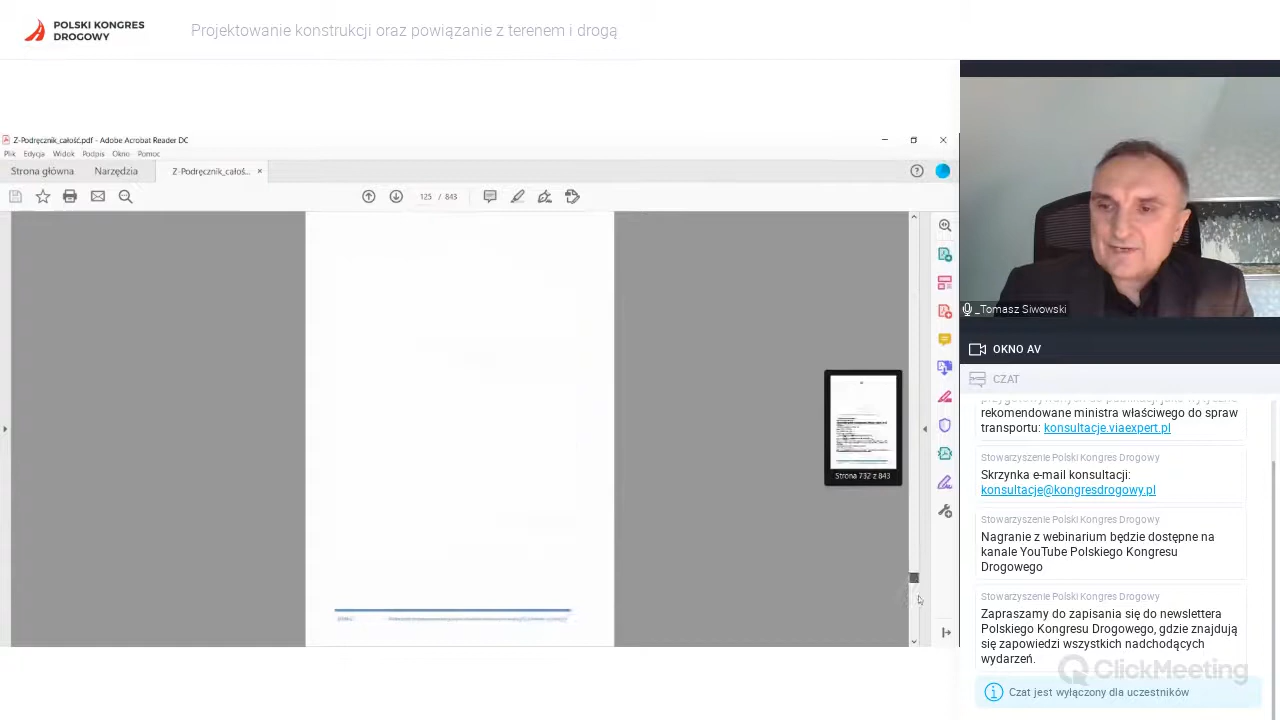 POLSKI KONGRES
DROGOWY
Projektowanie konstrukcji oraz powiązanie z terenem i drogą
Z-Podręcznik_całość.pdf - Adobe Acrobat Reader DC
Plik Edycja Widok Podpis Okno Pomoc
Strona główna Narzędzia Z-Podręcznik_całoś... ×
125 / 843
Strona 732 z 843
_Tomasz Siwowski
OKNO AV
CZAT
rekomendowane ministra właściwego do spraw
transportu: konsultacje.viaexpert.pl
Stowarzyszenie Polski Kongres Drogowy
Skrzynka e-mail konsultacji:
konsultacje@kongresdrogowy.pl
Stowarzyszenie Polski Kongres Drogowy
Nagranie z webinarium będzie dostępne na
kanale YouTube Polskiego Kongresu
Drogowego
Stowarzyszenie Polski Kongres Drogowy
Zapraszamy do zapisania się do newslettera
Polskiego Kongresu Drogowego, gdzie znajdują
się zapowiedzi wszystkich nadchodzących
wydarzeń.
ClickMeeting
Czat jest wyłączony dla uczestników